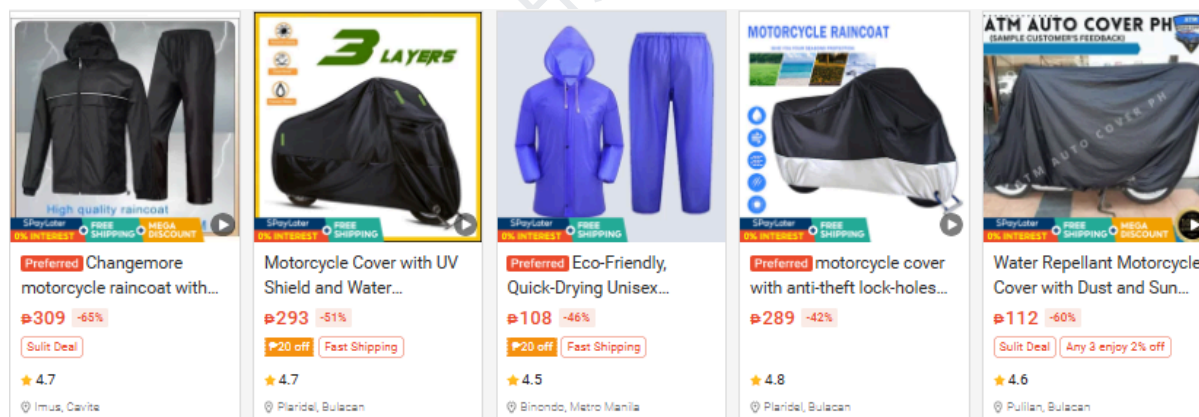 High quality raincoat
SPayLater
0% INTEREST
FREE
SHIPPING
MEGA
DISCOUNT
Preferred Changemore
motorcycle raincoat with...
₱309 -65%
Sulit Deal
4.7
Imus, Cavite
3 LAYERS
SPayLater
0% INTEREST
FREE
SHIPPING
Motorcycle Cover with UV
Shield and Water...
₱293 -51%
₱20 off Fast Shipping
4.7
Plaridel, Bulacan
SPayLater
0% INTEREST
FREE
SHIPPING
Preferred Eco-Friendly,
Quick-Drying Unisex...
₱108 -46%
₱20 off Fast Shipping
4.5
Binondo, Metro Manila
MOTORCYCLE RAINCOAT
SPayLater
0% INTEREST
FREE
SHIPPING
Preferred motorcycle cover
with anti-theft lock-holes...
₱289 -42%
4.8
Plaridel, Bulacan
ATM AUTO COVER PH
(SAMPLE CUSTOMER'S FEEDBACK)
ATM AUTO COVER PH
SPayLater
0% INTEREST
FREE
SHIPPING
MEGA
DISCOUNT
Water Repellant Motorcycle
Cover with Dust and Sun...
₱112 -60%
Sulit Deal Any 3 enjoy 2% off
4.6
Pulilan, Bulacan